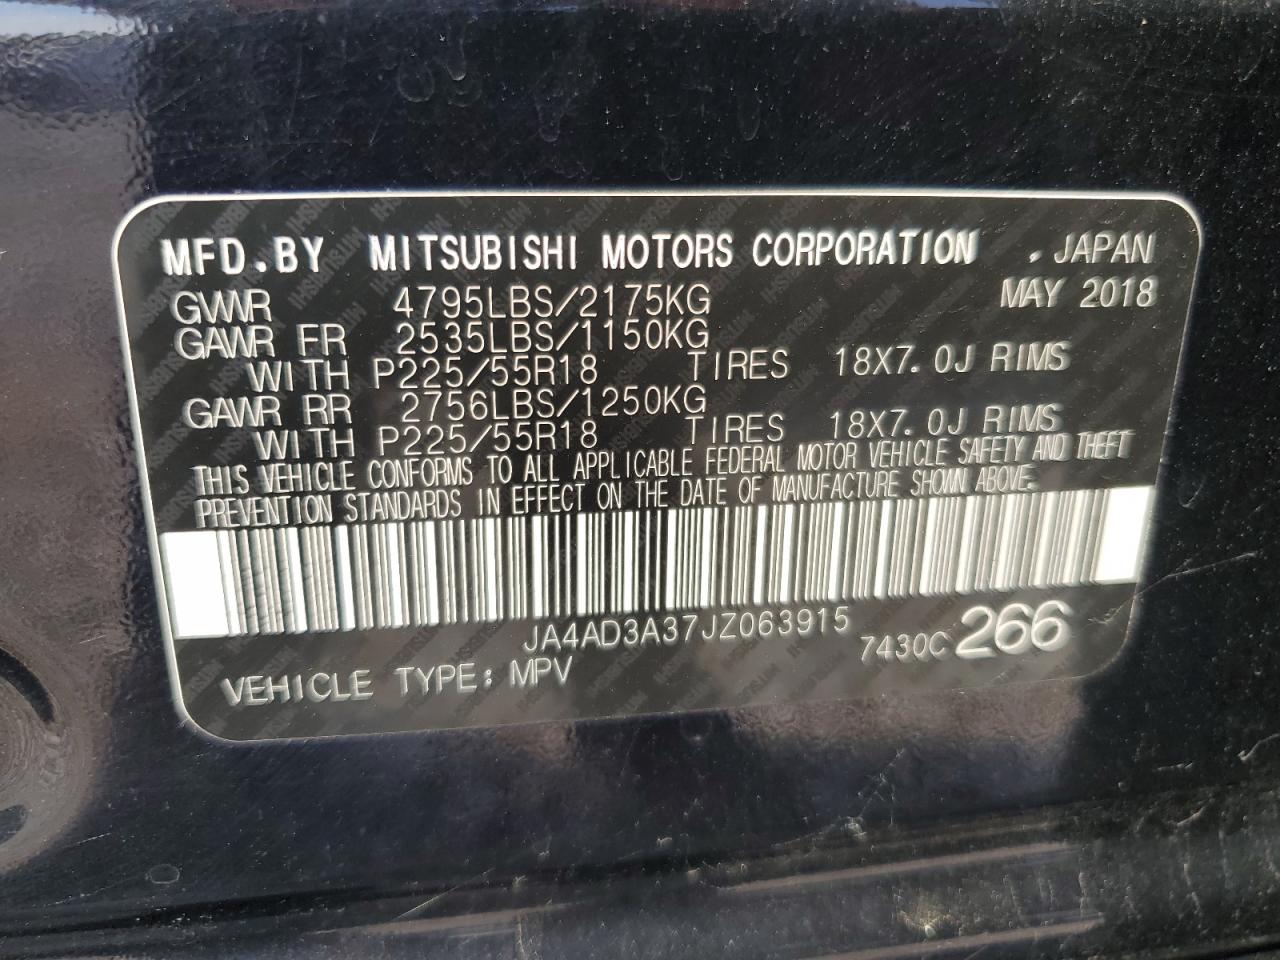 MFD.BY MITSUBISHI MOTORS CORPORATION , JAPAN
GVWR 4795LBS/2175KG MAY 2018
GAWR FR 2535LBS/1150KG
WITH P225/55R18 TIRES 18X7.0J RIMS
GAWR RR 2756LBS/1250KG
WITH P225/55R18 TIRES 18X7.0J RIMS
THIS VEHICLE CONFORMS TO ALL APPLICABLE FEDERAL MOTOR VEHICLE SAFETY AND THEFT
PREVENTION STANDARDS IN EFFECT ON THE DATE OF MANUFACTURE SHOWN ABOVE.
JA4AD3A37JZ063915 7430C 266
VEHICLE TYPE: MPV